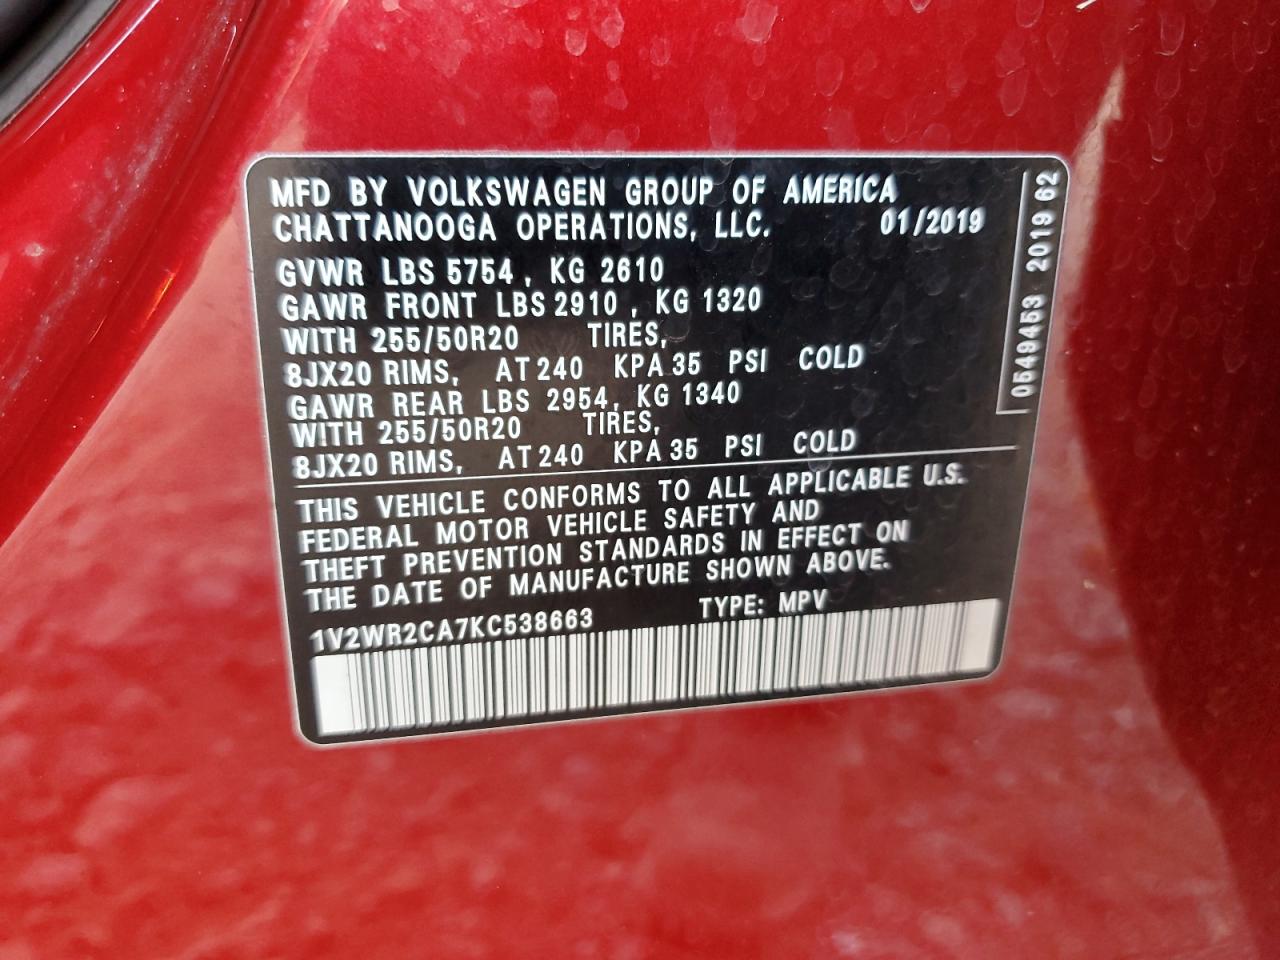 MFD BY VOLKSWAGEN GROUP OF AMERICA
CHATTANOOGA OPERATIONS, LLC. 01/2019
GVWR LBS 5754 , KG 2610
GAWR FRONT LBS 2910 , KG 1320
WITH 255/50R20 TIRES,
8JX20 RIMS, AT 240 KPA 35 PSI COLD
GAWR REAR LBS 2954, KG 1340
WITH 255/50R20 TIRES,
8JX20 RIMS, AT 240 KPA 35 PSI COLD
THIS VEHICLE CONFORMS TO ALL APPLICABLE U.S.
FEDERAL MOTOR VEHICLE SAFETY AND
THEFT PREVENTION STANDARDS IN EFFECT ON
THE DATE OF MANUFACTURE SHOWN ABOVE.
1V2WR2CA7KC538663 TYPE: MPV
0549453 2019 62